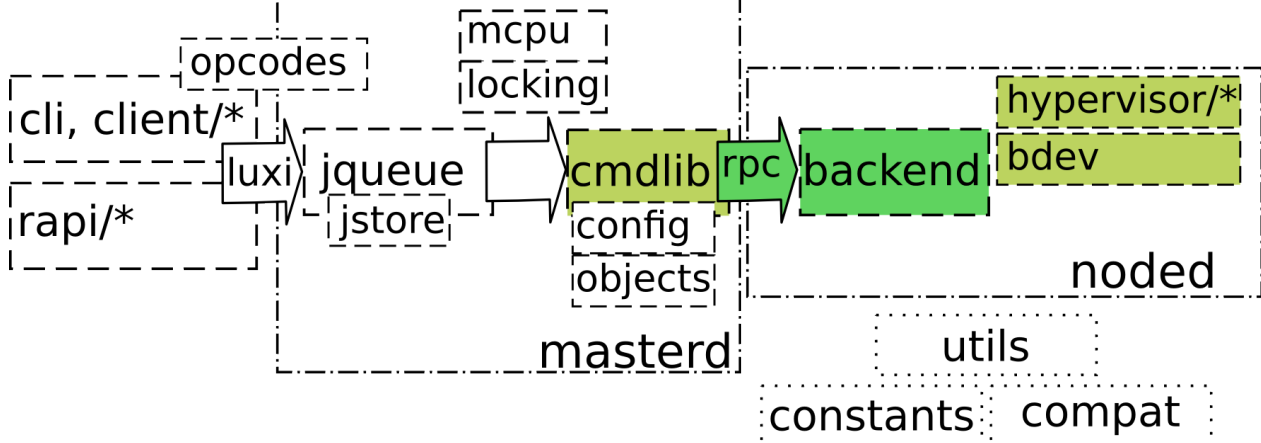 opcodes
cli, client/*
rapi/*
luxi
jqueue
jstore
mcpu
locking
cmdlib
config
objects
masterd
rpc
backend
hypervisor/*
bdev
noded
utils
constants
compat